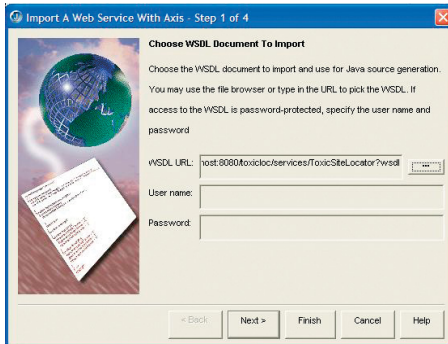 Import A Web Service With Axis - Step 1 of 4
Choose WSDL Document To Import
Choose the WSDL document to import and use for Java source generation.
You may use the file browser or type in the URL to pick the WSDL. If
access to the WSDL is password-protected, specify the user name and
password
WSDL URL: host:8080/toxicloc/services/ToxicSiteLocator?wsdl ...
User name:
Password:
< Back Next > Finish Cancel Help